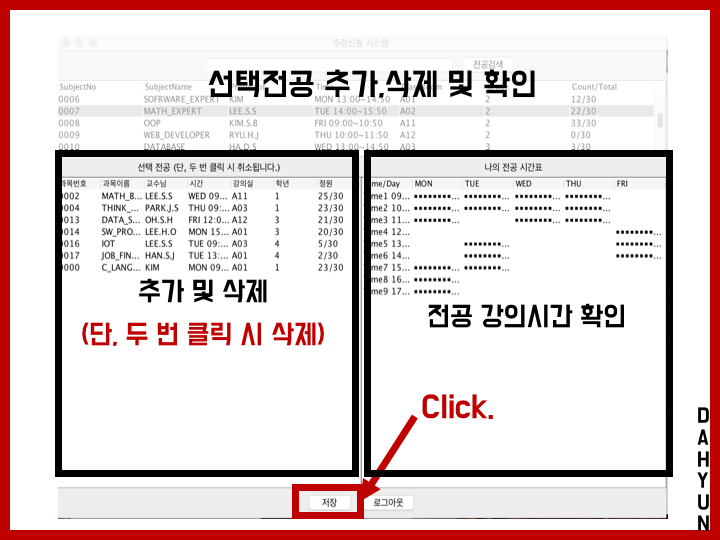 수강신청 시스템
전공검색
선택전공 추가,삭제 및 확인
SubjectNo SubjectName Time Count/Total
0006 SOFRWARE_EXPERT KIM MON 13:00~14:50 A01 2 12/30
0007 MATH_EXPERT LEE.S.S TUE 14:00~15:50 A02 2 22/30
0008 OOP KIM.S.B FRI 09:00~10:50 A11 2 33/30
0009 WEB_DEVELOPER RYU.H.J THU 10:00~11:50 A12 2 0/30
0010 DATABASE HA.D.S WED 13:00~14:50 A03 3 3/30
선택 전공 (단, 두 번 클릭 시 취소됩니다.)
과목번호 과목이름 교수님 시간 강의실 학년 정원
0002 MATH_B... LEE.S.S WED 09... A11 1 25/30
0004 THINK_... PARK.J.S THU 09:... A03 1 23/30
0013 DATA_S... OH.S.H FRI 12:0... A12 3 21/30
0014 SW_PRO... LEE.H.O MON 15... A01 3 20/30
0016 IOT LEE.S.S TUE 09:... A03 4 5/30
0017 JOB_FIN... HAN.S.J TUE 13:... A01 4 2/30
0000 C_LANG... KIM MON 09... A01 1 23/30
추가 및 삭제
(단, 두 번 클릭 시 삭제)
나의 전공 시간표
me/Day MON TUE WED THU FRI
me1 09... ▪▪▪▪▪▪▪▪... ▪▪▪▪▪▪▪▪... ▪▪▪▪▪▪▪▪... ▪▪▪▪▪▪▪▪...
me2 10... ▪▪▪▪▪▪▪▪... ▪▪▪▪▪▪▪▪... ▪▪▪▪▪▪▪▪... ▪▪▪▪▪▪▪▪...
me3 11... ▪▪▪▪▪▪▪▪... ▪▪▪▪▪▪▪▪... ▪▪▪▪▪▪▪▪...
me4 12... ▪▪▪▪▪▪▪▪...
me5 13... ▪▪▪▪▪▪▪▪... ▪▪▪▪▪▪▪▪...
me6 14... ▪▪▪▪▪▪▪▪... ▪▪▪▪▪▪▪▪...
me7 15... ▪▪▪▪▪▪▪▪... ▪▪▪▪▪▪▪▪...
me8 16... ▪▪▪▪▪▪▪▪...
me9 17... ▪▪▪▪▪▪▪▪...
전공 강의시간 확인
Click.
저장
로그아웃
DAHYUN